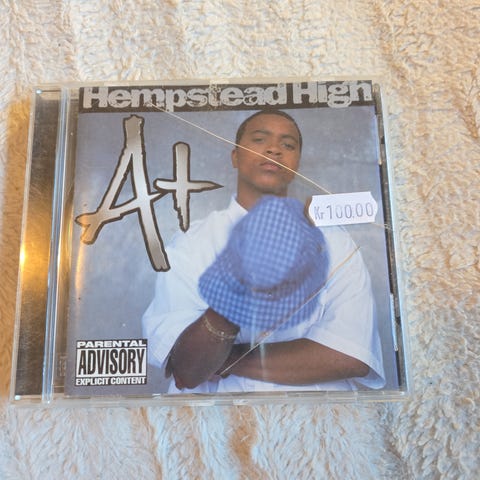 Hempstead High
A+
Kr 100.00
PARENTAL
ADVISORY
EXPLICIT CONTENT